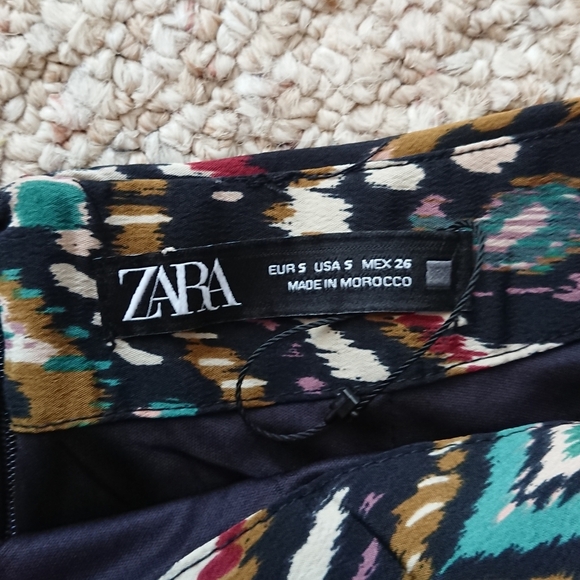 ZARA
EUR S USA S MEX 26
MADE IN MOROCCO